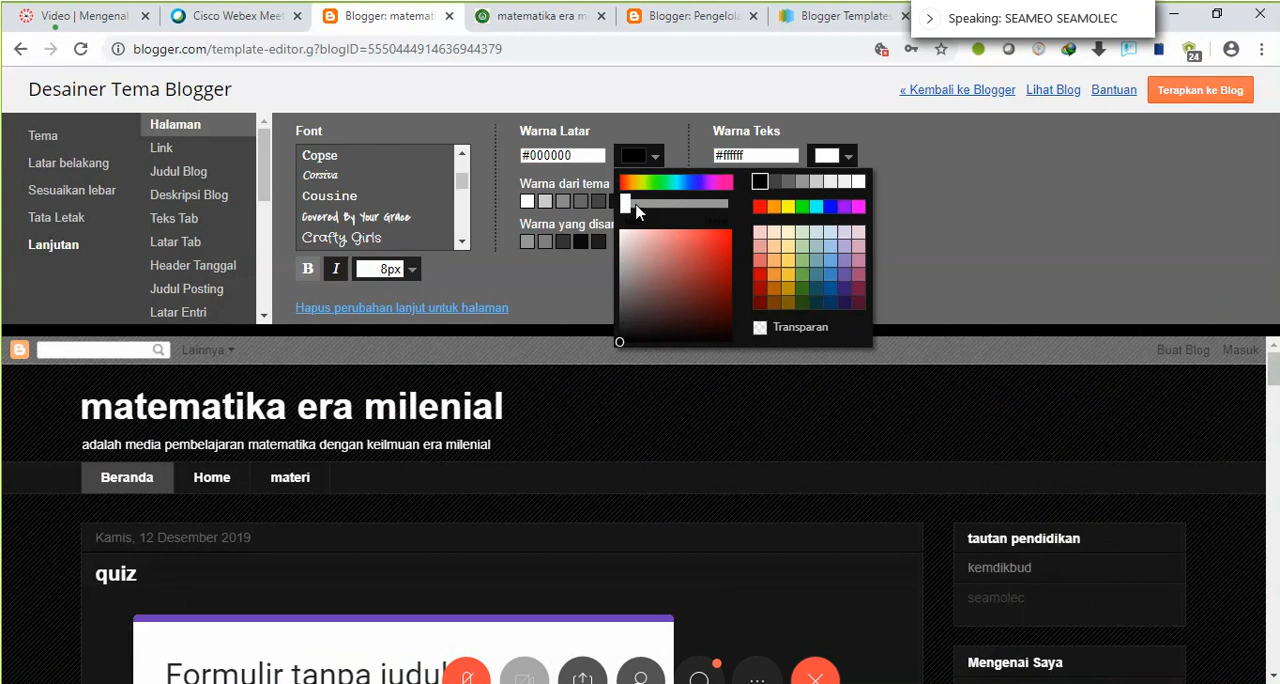 Video | Mengenal
Cisco Webex Meet
Blogger: matemati
matematika era m
Blogger: Pengelola
Blogger Templates
Speaking: SEAMEO SEAMOLEC
blogger.com/template-editor.g?blogID=5550444914636944379
24
Desainer Tema Blogger
« Kembali ke Blogger
Lihat Blog
Bantuan
Terapkan ke Blog
Tema
Latar belakang
Sesuaikan lebar
Tata Letak
Lanjutan
Halaman
Link
Judul Blog
Deskripsi Blog
Teks Tab
Latar Tab
Header Tanggal
Judul Posting
Latar Entri
Font
Copse
Corsiva
Cousine
Covered By Your Grace
Crafty Girls
B I 8px
Hapus perubahan lanjut untuk halaman
Warna Latar
#000000
Warna dari tema
Warna yang disar
Warna Teks
#ffffff
Transparan
Lainnya
Buat Blog
Masuk
matematika era milenial
adalah media pembelajaran matematika dengan keilmuan era milenial
Beranda
Home
materi
Kamis, 12 Desember 2019
quiz
Formulir tanpa judul
tautan pendidikan
kemdikbud
seamolec
Mengenai Saya